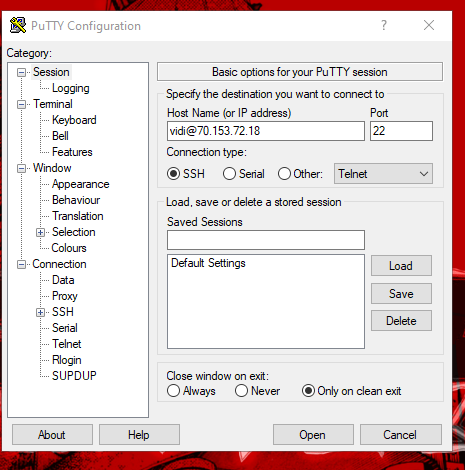 PuTTY Configuration
?
Category:
Session
Logging
Terminal
Keyboard
Bell
Features
Window
Appearance
Behaviour
Translation
Selection
Colours
Connection
Data
Proxy
SSH
Serial
Telnet
Rlogin
SUPDUP
Basic options for your PuTTY session
Specify the destination you want to connect to
Host Name (or IP address) Port
vidi@70.153.72.18 22
Connection type:
SSH Serial Other: Telnet
Load, save or delete a stored session
Saved Sessions
Default Settings
Load
Save
Delete
Close window on exit:
Always Never Only on clean exit
About Help Open Cancel